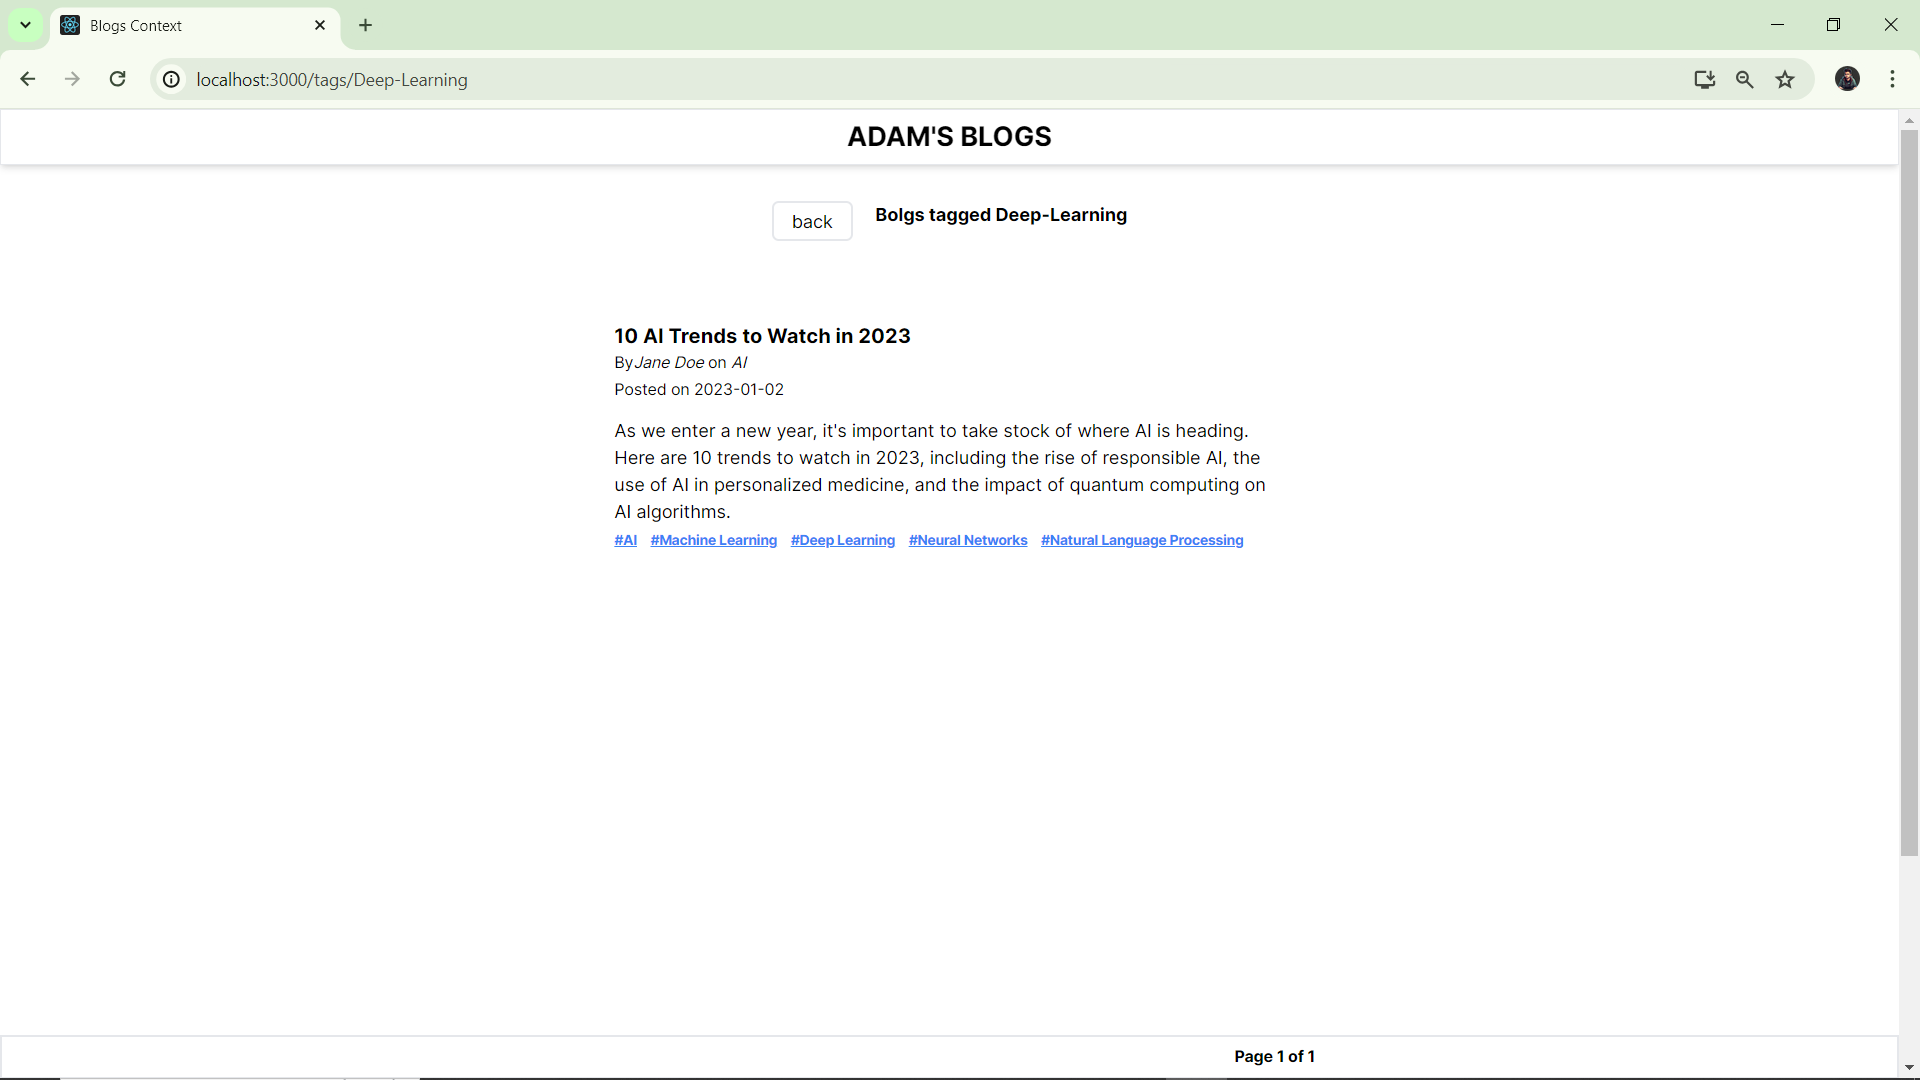 Blogs Context
localhost:3000/tags/Deep-Learning
ADAM'S BLOGS
back
Bolgs tagged Deep-Learning
10 AI Trends to Watch in 2023
ByJane Doe on AI
Posted on 2023-01-02
As we enter a new year, it's important to take stock of where AI is heading.
Here are 10 trends to watch in 2023, including the rise of responsible AI, the
use of AI in personalized medicine, and the impact of quantum computing on
AI algorithms.
#AI #Machine Learning #Deep Learning #Neural Networks #Natural Language Processing
Page 1 of 1